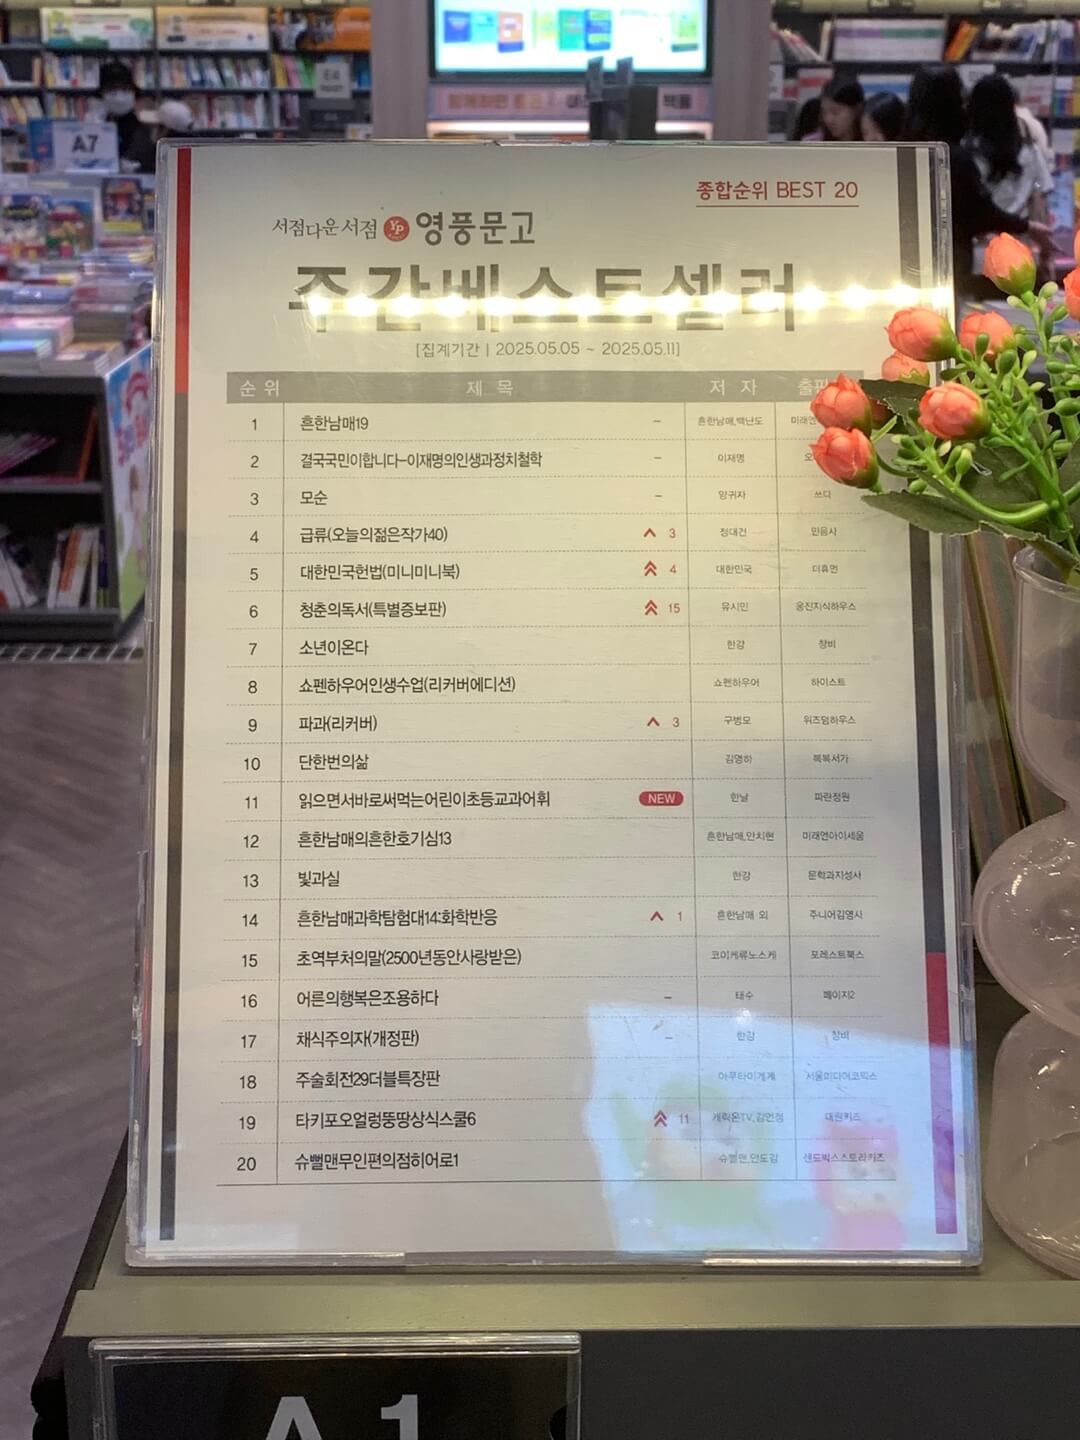 E4
A7
종합순위 BEST 20
서점다운서점 YP 영풍문고
주간베스트셀러
[집계기간 | 2025.05.05 ~ 2025.05.11]
순위 제목 저자
1 흔한남매19 – 흔한남매,백난도
2 결국국민이합니다-이재명의인생과정치철학 – 이재명
3 모순 – 양귀자 쓰다
4 급류(오늘의젊은작가40) 3 정대건 민음사
5 대한민국헌법(미니미니북) 4 대한민국 더휴먼
6 청춘의독서(특별증보판) 15 유시민 웅진지식하우스
7 소년이온다 한강 창비
8 쇼펜하우어인생수업(리커버에디션) 쇼펜하우어 하이스트
9 파과(리커버) 3 구병모 위즈덤하우스
10 단한번의삶 김영하 복복서가
11 읽으면서바로써먹는어린이초등교과어휘 NEW 한날 파란정원
12 흔한남매의흔한호기심13 흔한남매,안치현 미래엔아이세움
13 빛과실 한강 문학과지성사
14 흔한남매과학탐험대14:화학반응 1 흔한남매 외 주니어김영사
15 초역부처의말(2500년동안사랑받은) 코이케류노스케 포레스트북스
16 어른의행복은조용하다 – 태수 페이지2
17 채식주의자(개정판) – 한강 창비
18 주술회전29더블특장판 아쿠타미게게 서울미디어코믹스
19 타키포오얼렁뚱땅상식스쿨6 11 캐릭온TV,김언정 대원키즈
20 슈뻘맨무인편의점히어로1 슈뻘맨,안도감 샌드박스스토리키즈
A 1